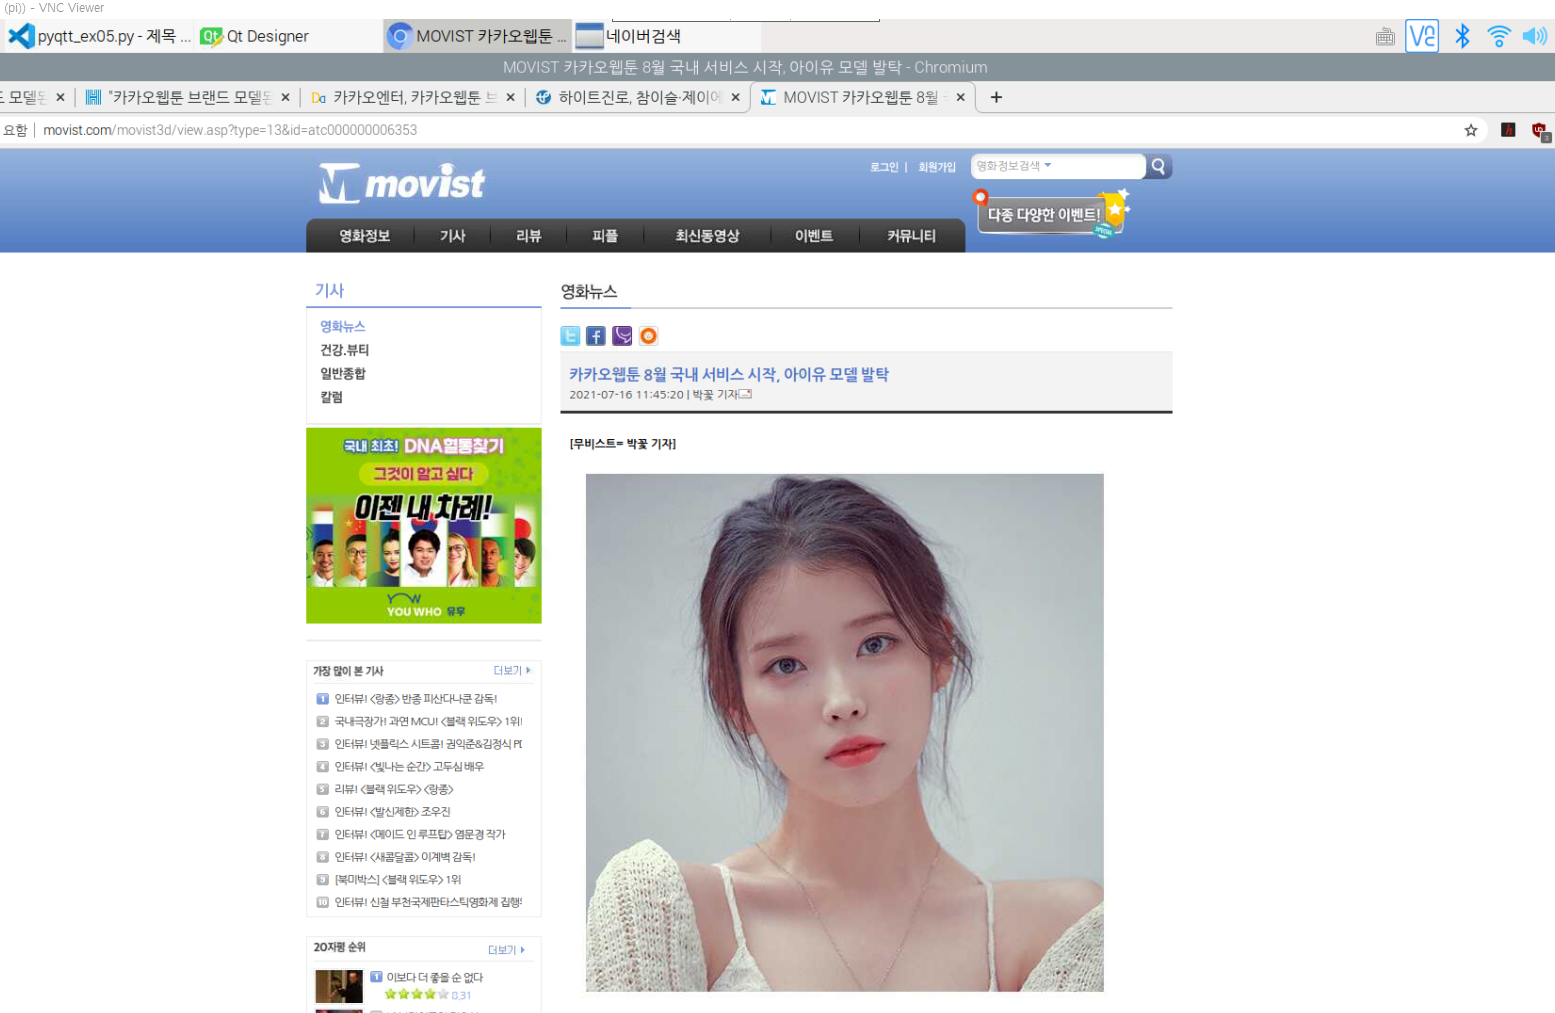 (pi)) - VNC Viewer
pyqtt_ex05.py - 제목 ...
Qt Designer
MOVIST 카카오웹툰 ...
네이버검색
MOVIST 카카오웹툰 8월 국내 서비스 시작, 아이유 모델 발탁 - Chromium
"카카오웹툰 브랜드 모델
카카오엔터, 카카오웹툰
하이트진로, 참이슬·제이
MOVIST 카카오웹툰 8월
요함 | movist.com/movist3d/view.asp?type=13&id=atc000000006353
movist
로그인 | 회원가입
영화정보검색
다종 다양한 이벤트!
SPECIAL
영화정보 기사 리뷰 피플 최신동영상 이벤트 커뮤니티
기사
영화뉴스
건강.뷰티
일반종합
칼럼
국내 최초! DNA혈통찾기
그것이 알고 싶다
이젠 내 차례!
YOU WHO 유후
가장 많이 본 기사 더보기
1 인터뷰! <랑종> 반종 피산다나쿤 감독!
2 국내극장가! 과연 MCU! <블랙 위도우> 1위!
3 인터뷰! 넷플릭스 시트콤! 권익준&김정식 PD
4 인터뷰! <빛나는 순간> 고두심 배우
5 리뷰! <블랙 위도우> <랑종>
6 인터뷰! <발신제한> 조우진
7 인터뷰! <메이드 인 루프탑> 염문경 작가
8 인터뷰! <새콤달콤> 이계벽 감독!
9 [북미박스] <블랙 위도우> 1위
10 인터뷰! 신철 부천국제판타스틱영화제 집행
20자평 순위 더보기
1 이보다 더 좋을 순 없다
8.31
영화뉴스
카카오웹툰 8월 국내 서비스 시작, 아이유 모델 발탁
2021-07-16 11:45:20 | 박꽃 기자
[무비스트= 박꽃 기자]